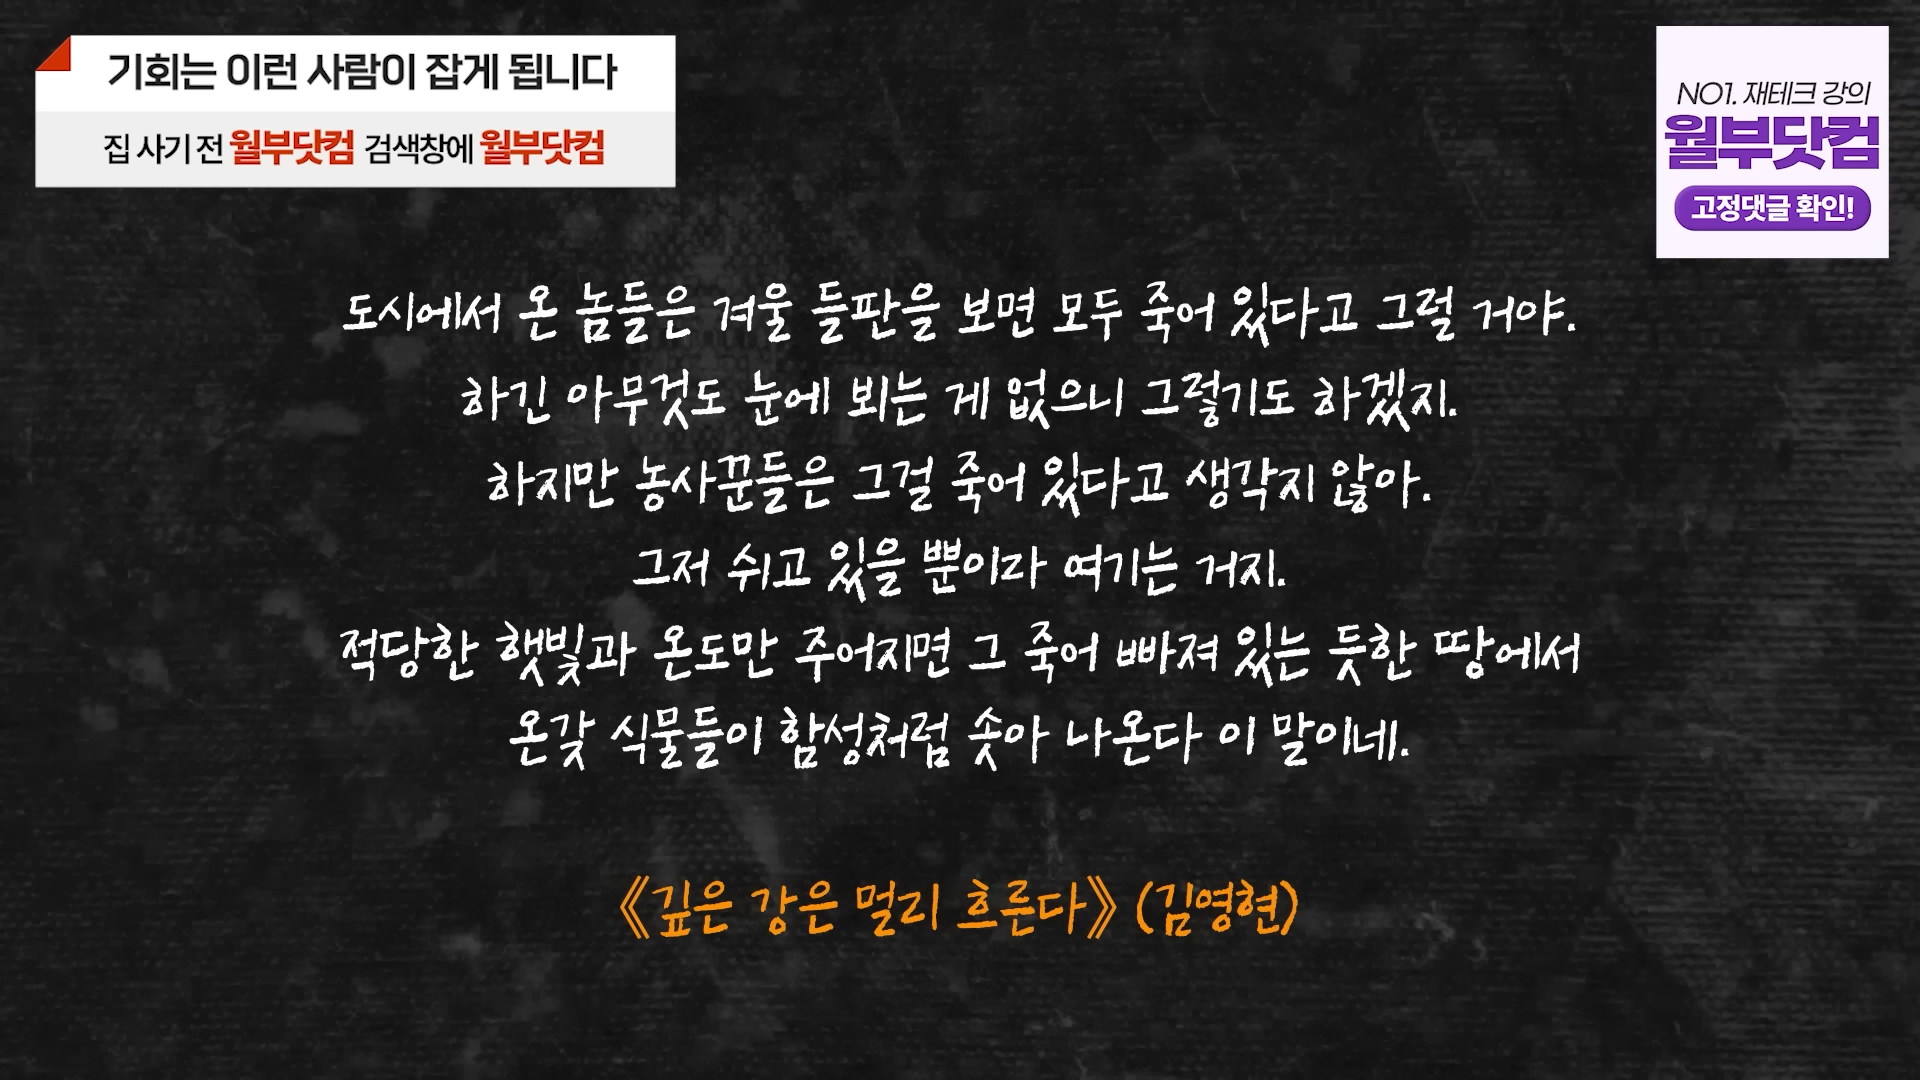 기회는 이런 사람이 잡게 됩니다
집 사기 전 월부닷컴 검색창에 월부닷컴
NO1. 재테크 강의
월부닷컴
고정댓글 확인!
도시에서 온 놈들은 겨울 들판을 보면 모두 죽어 있다고 그럴 거야.
하긴 아무것도 눈에 뵈는 게 없으니 그렇기도 하겠지.
하지만 농사꾼들은 그걸 죽어 있다고 생각지 않아.
그저 쉬고 있을 뿐이라 여기는 거지.
적당한 햇빛과 온도만 주어지면 그 죽어 빠져 있는 듯한 땅에서
온갖 식물들이 함성처럼 솟아 나온다 이 말이네.
《깊은 강은 멀리 흐른다》 (김영현)